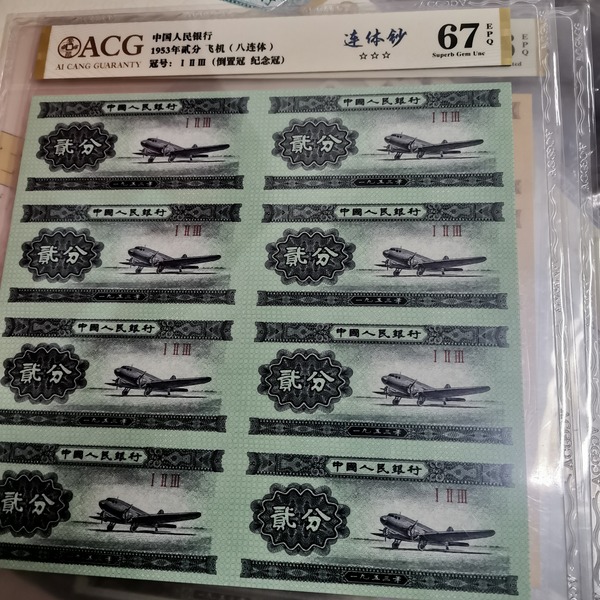 ACG
AI CANG GUARANTY
中国人民银行
1953年贰分 飞机（八连体）
冠号：I II III（倒置冠 纪念冠）
连体钞
☆☆☆
67
EPQ
Superb Gem Unc
EPQ
中國人民銀行
I II III
貳分
一九五三年
中國人民銀行
I II III
貳分
一九五三年
中國人民銀行
I II III
貳分
一九五三年
中國人民銀行
I II III
貳分
一九五三年
中國人民銀行
I II III
貳分
一九五三年
中國人民銀行
I II III
貳分
一九五三年
中國人民銀行
I II III
貳分
中國人民銀行
I II III
貳分
一九五三年